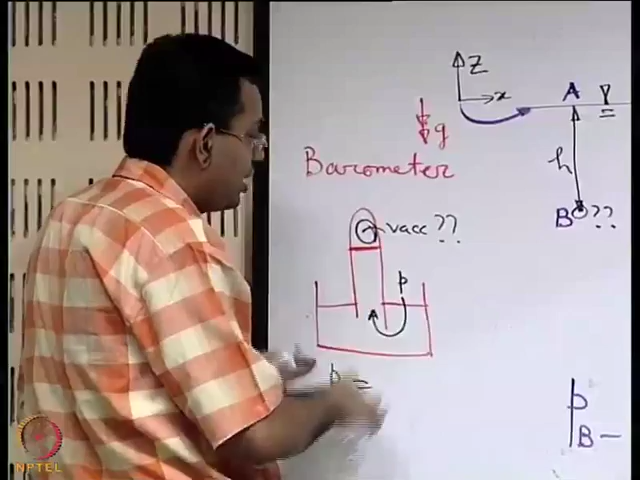 Z
x
A
g
Barometer
h
vacc ??
B ??
p
p =
p
B –
NPTEL